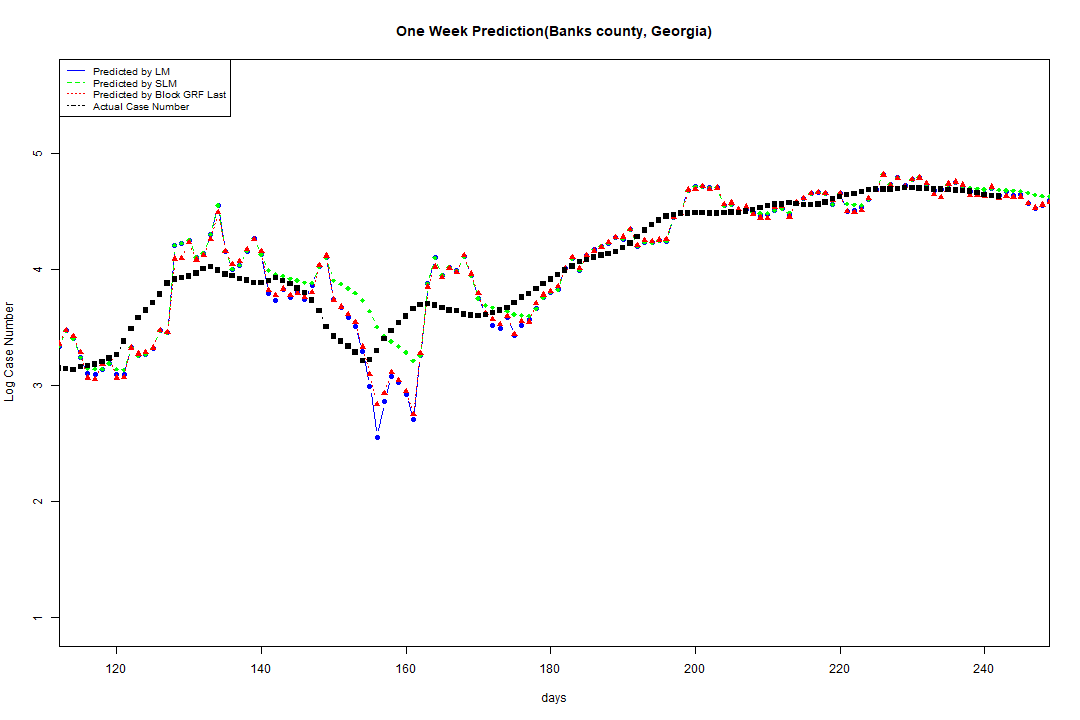 One Week Prediction(Banks county, Georgia)
Predicted by LM
Predicted by SLM
Predicted by Block GRF Last
Actual Case Number
5
4
3
2
1
Log Case Number
120 140 160 180 200 220 240
days